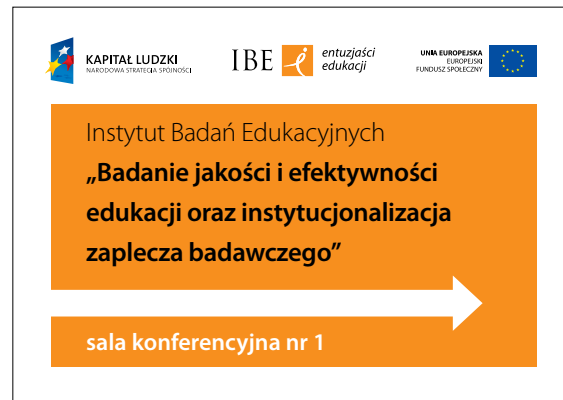 KAPITAŁ LUDZKI
NARODOWA STRATEGIA SPÓJNOŚCI
IBE
entuzjaści
edukacji
UNIA EUROPEJSKA
EUROPEJSKI
FUNDUSZ SPOŁECZNY
Instytut Badań Edukacyjnych
„Badanie jakości i efektywności
edukacji oraz instytucjonalizacja
zaplecza badawczego”
sala konferencyjna nr 1